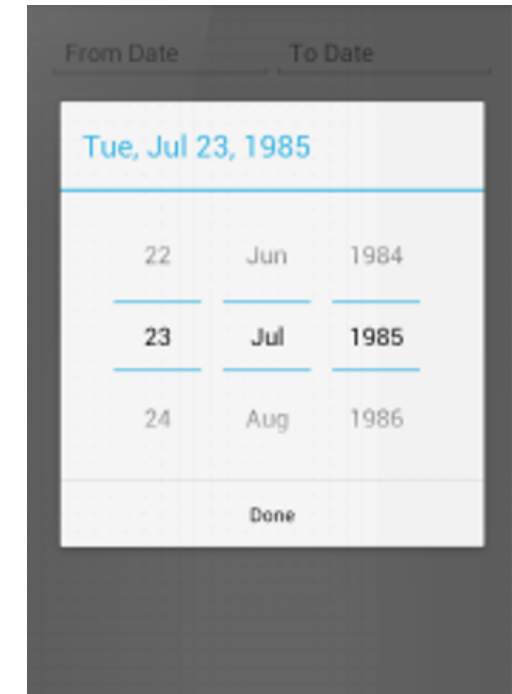 From Date To Date
Tue, Jul 23, 1985
22 Jun 1984
23 Jul 1985
24 Aug 1986
Done